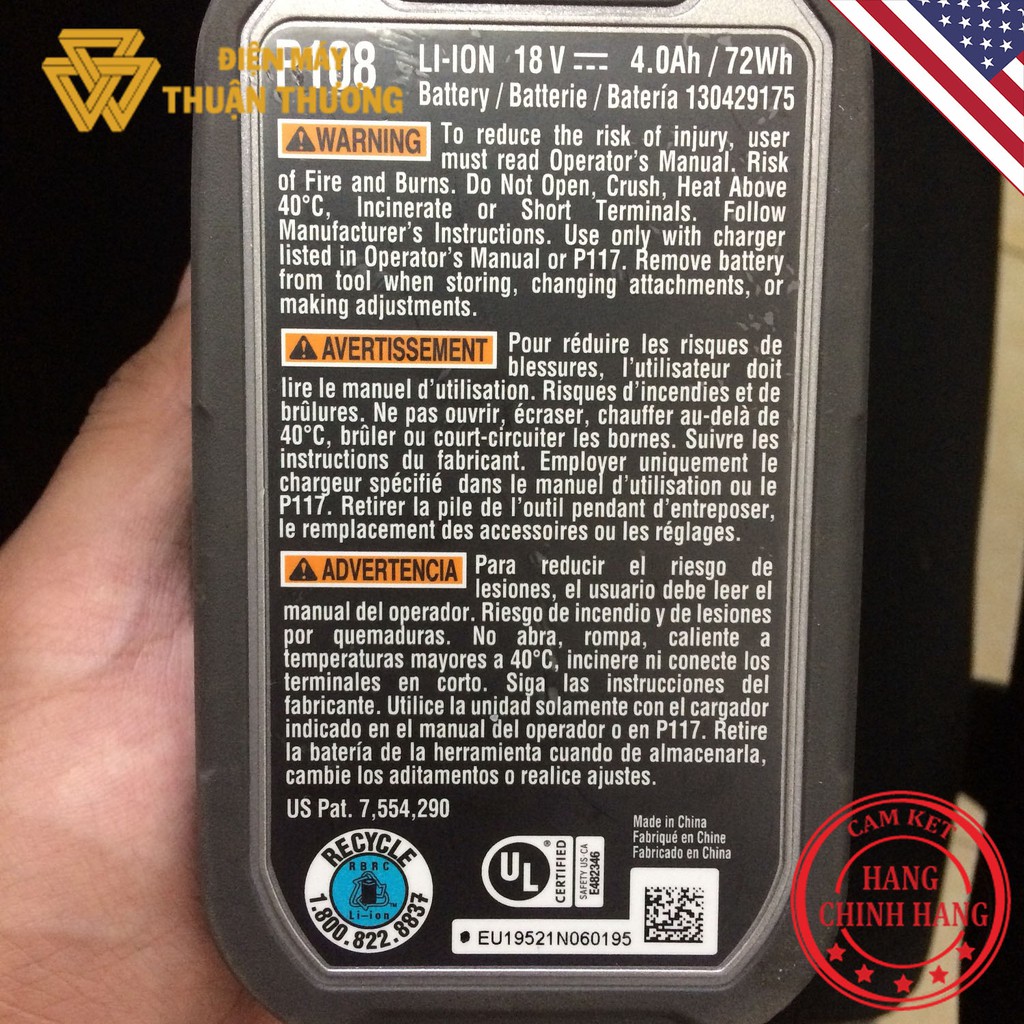 ĐIỆN MÁY
THUẬN THƯƠNG
P108 LI-ION 18 V 4.0Ah / 72Wh
Battery / Batterie / Batería 130429175
WARNING To reduce the risk of injury, user
must read Operator's Manual. Risk
of Fire and Burns. Do Not Open, Crush, Heat Above
40°C, Incinerate or Short Terminals. Follow
Manufacturer's Instructions. Use only with charger
listed in Operator's Manual or P117. Remove battery
from tool when storing, changing attachments, or
making adjustments.
AVERTISSEMENT Pour réduire les risques de
blessures, l'utilisateur doit
lire le manuel d'utilisation. Risques d'incendies et de
brûlures. Ne pas ouvrir, écraser, chauffer au-delà de
40°C, brûler ou court-circuiter les bornes. Suivre les
instructions du fabricant. Employer uniquement le
chargeur spécifié dans le manuel d'utilisation ou le
P117. Retirer la pile de l'outil pendant d'entreposer,
le remplacement des accessoires ou les réglages.
ADVERTENCIA Para reducir el riesgo de
lesiones, el usuario debe leer el
manual del operador. Riesgo de incendio y de lesiones
por quemaduras. No abra, rompa, caliente a
temperaturas mayores a 40°C, incinere ni conecte los
terminales en corto. Siga las instrucciones del
fabricante. Utilice la unidad solamente con el cargador
indicado en el manual del operador o en P117. Retire
la batería de la herramienta cuando de almacenarla,
cambie los aditamentos o realice ajustes.
US Pat. 7,554,290
Made in China
Fabriqué en Chine
Fabricado en China
RECYCLE
RBRC
Li-ion
1.800.822.8837
UL ®
CERTIFIED
SAFETY US-CA
E482346
EU19521N060195
CAM KET
HANG
CHINH HANG